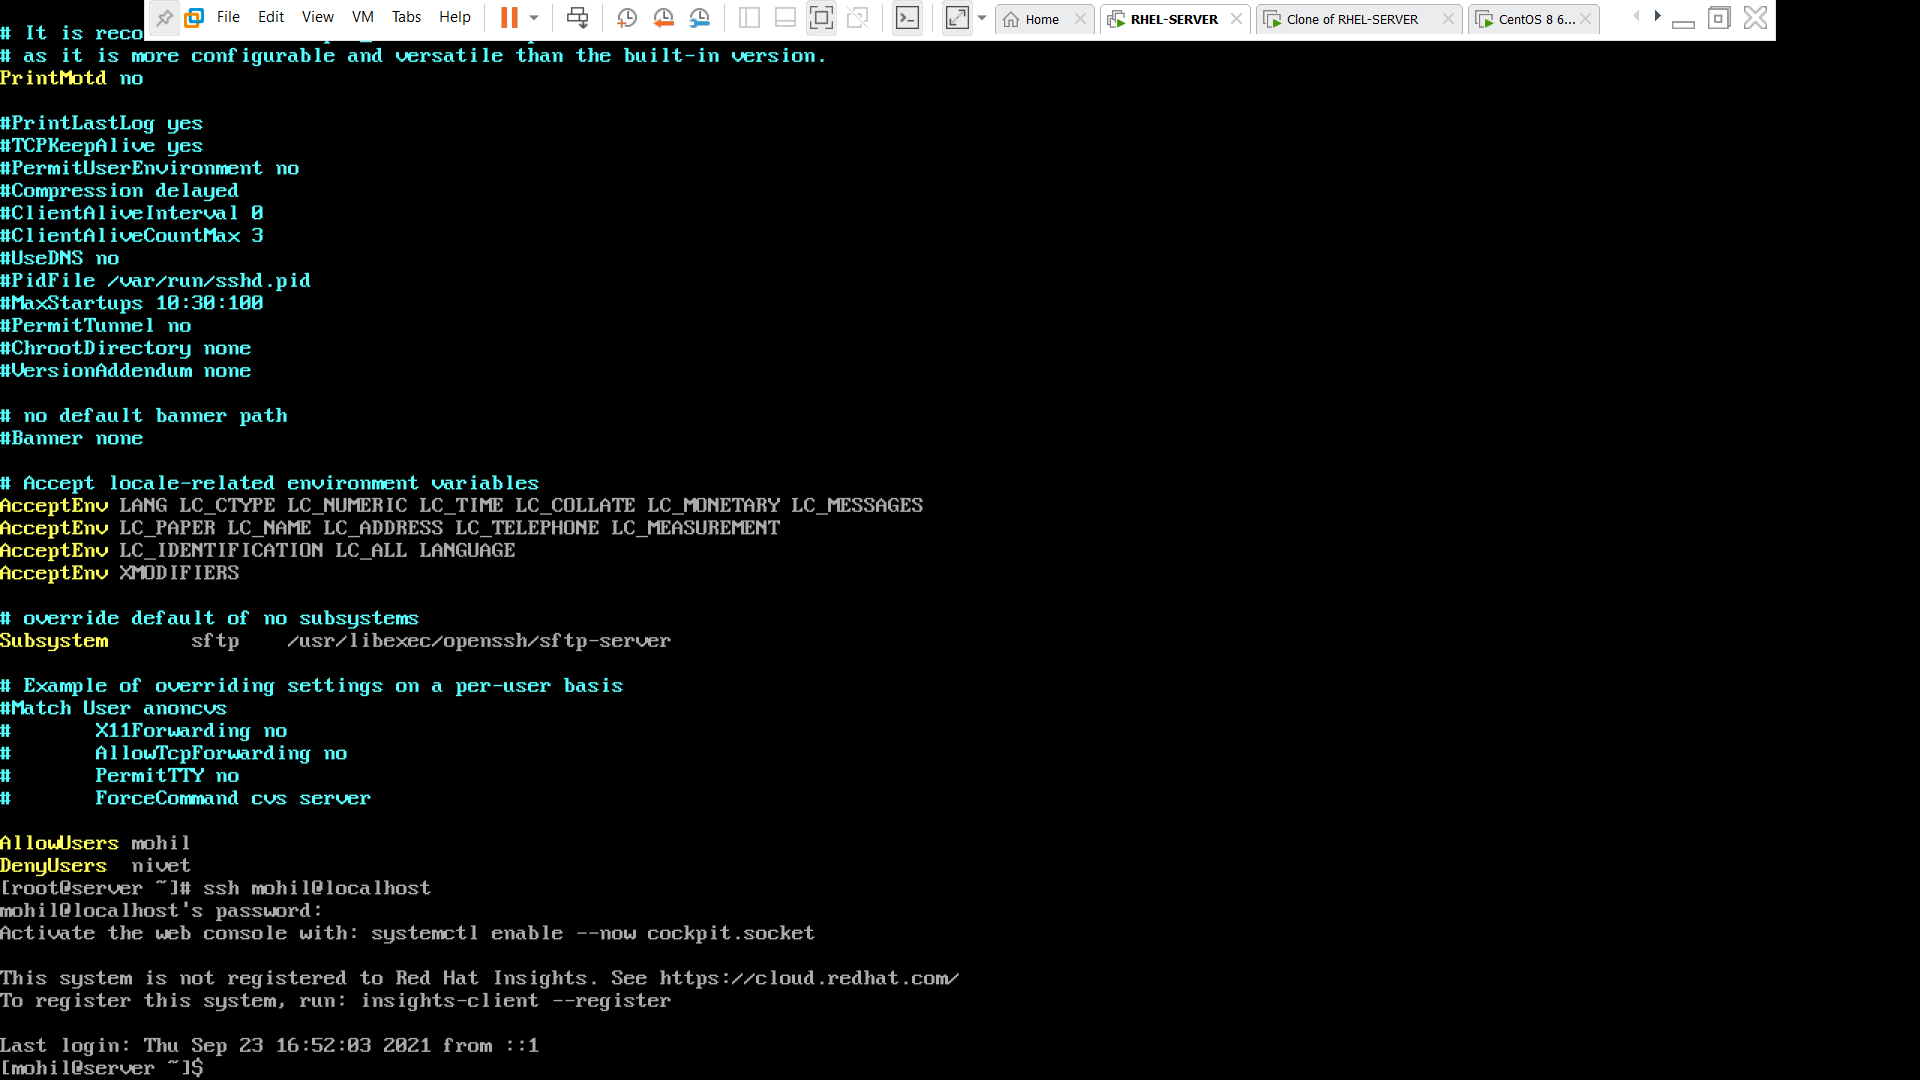 File Edit View VM Tabs Help Home RHEL-SERVER Clone of RHEL-SERVER CentOS 8 6...
# It is reco
# as it is more configurable and versatile than the built-in version.
PrintMotd no
#PrintLastLog yes
#TCPKeepAlive yes
#PermitUserEnvironment no
#Compression delayed
#ClientAliveInterval 0
#ClientAliveCountMax 3
#UseDNS no
#PidFile /var/run/sshd.pid
#MaxStartups 10:30:100
#PermitTunnel no
#ChrootDirectory none
#VersionAddendum none
# no default banner path
#Banner none
# Accept locale-related environment variables
AcceptEnv LANG LC_CTYPE LC_NUMERIC LC_TIME LC_COLLATE LC_MONETARY LC_MESSAGES
AcceptEnv LC_PAPER LC_NAME LC_ADDRESS LC_TELEPHONE LC_MEASUREMENT
AcceptEnv LC_IDENTIFICATION LC_ALL LANGUAGE
AcceptEnv XMODIFIERS
# override default of no subsystems
Subsystem       sftp    /usr/libexec/openssh/sftp-server
# Example of overriding settings on a per-user basis
#Match User anoncvs
#       X11Forwarding no
#       AllowTcpForwarding no
#       PermitTTY no
#       ForceCommand cvs server
AllowUsers mohil
DenyUsers  nivet
[root@server ~]# ssh mohil@localhost
mohil@localhost's password:
Activate the web console with: systemctl enable --now cockpit.socket
This system is not registered to Red Hat Insights. See https://cloud.redhat.com/
To register this system, run: insights-client --register
Last login: Thu Sep 23 16:52:03 2021 from ::1
[mohil@server ~]$